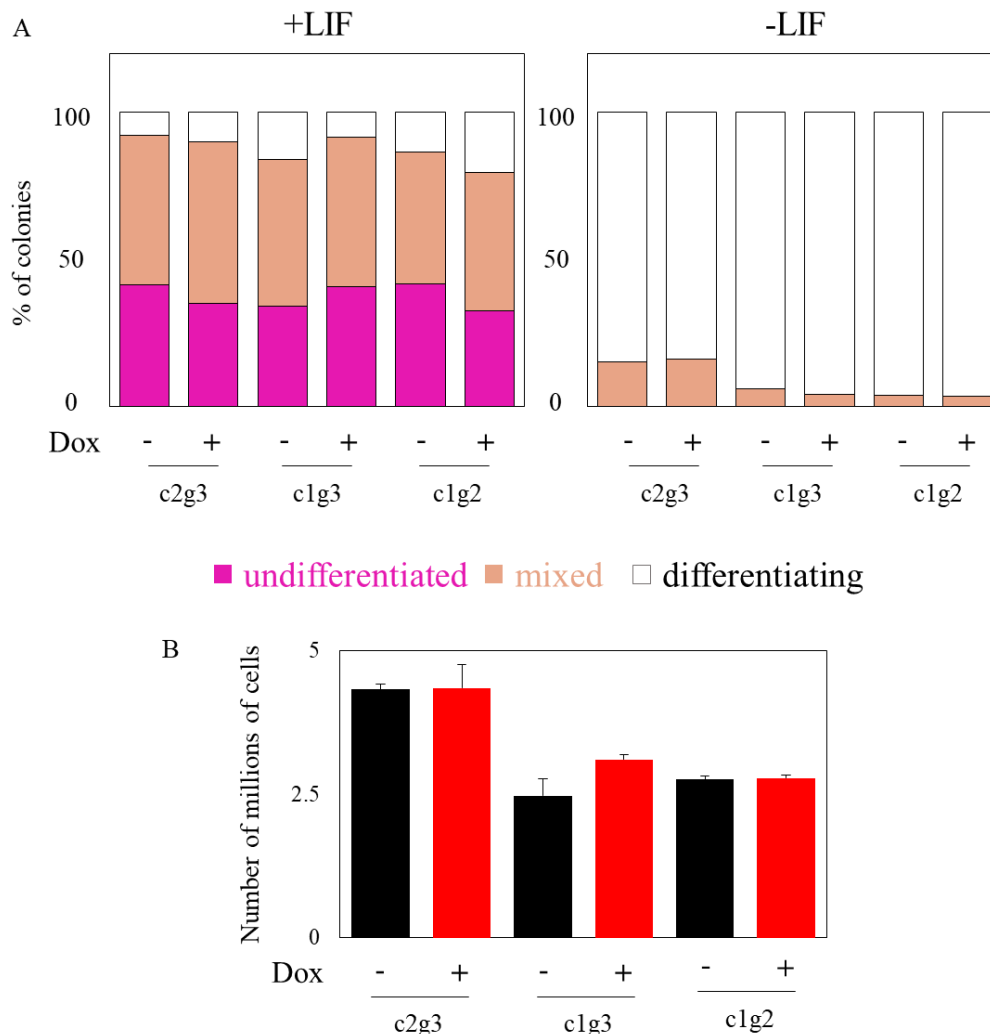 A
+LIF
-LIF
% of colonies
100
50
0
100
50
0
Dox
- + - + - +
c2g3 c1g3 c1g2
- + - + - +
c2g3 c1g3 c1g2
undifferentiated mixed differentiating
B
Number of millions of cells
5
2.5
0
Dox - + - + - +
c2g3 c1g3 c1g2